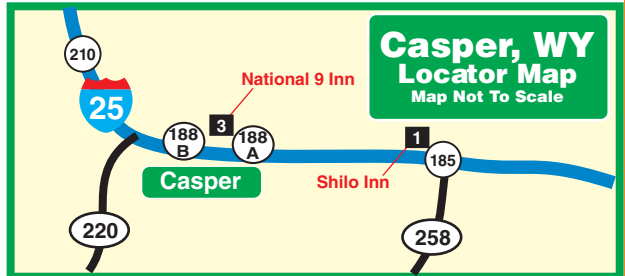 Casper, WY
Locator Map
Map Not To Scale
210
National 9 Inn
25
3
188
B
188
A
1
185
Casper
Shilo Inn
220
258